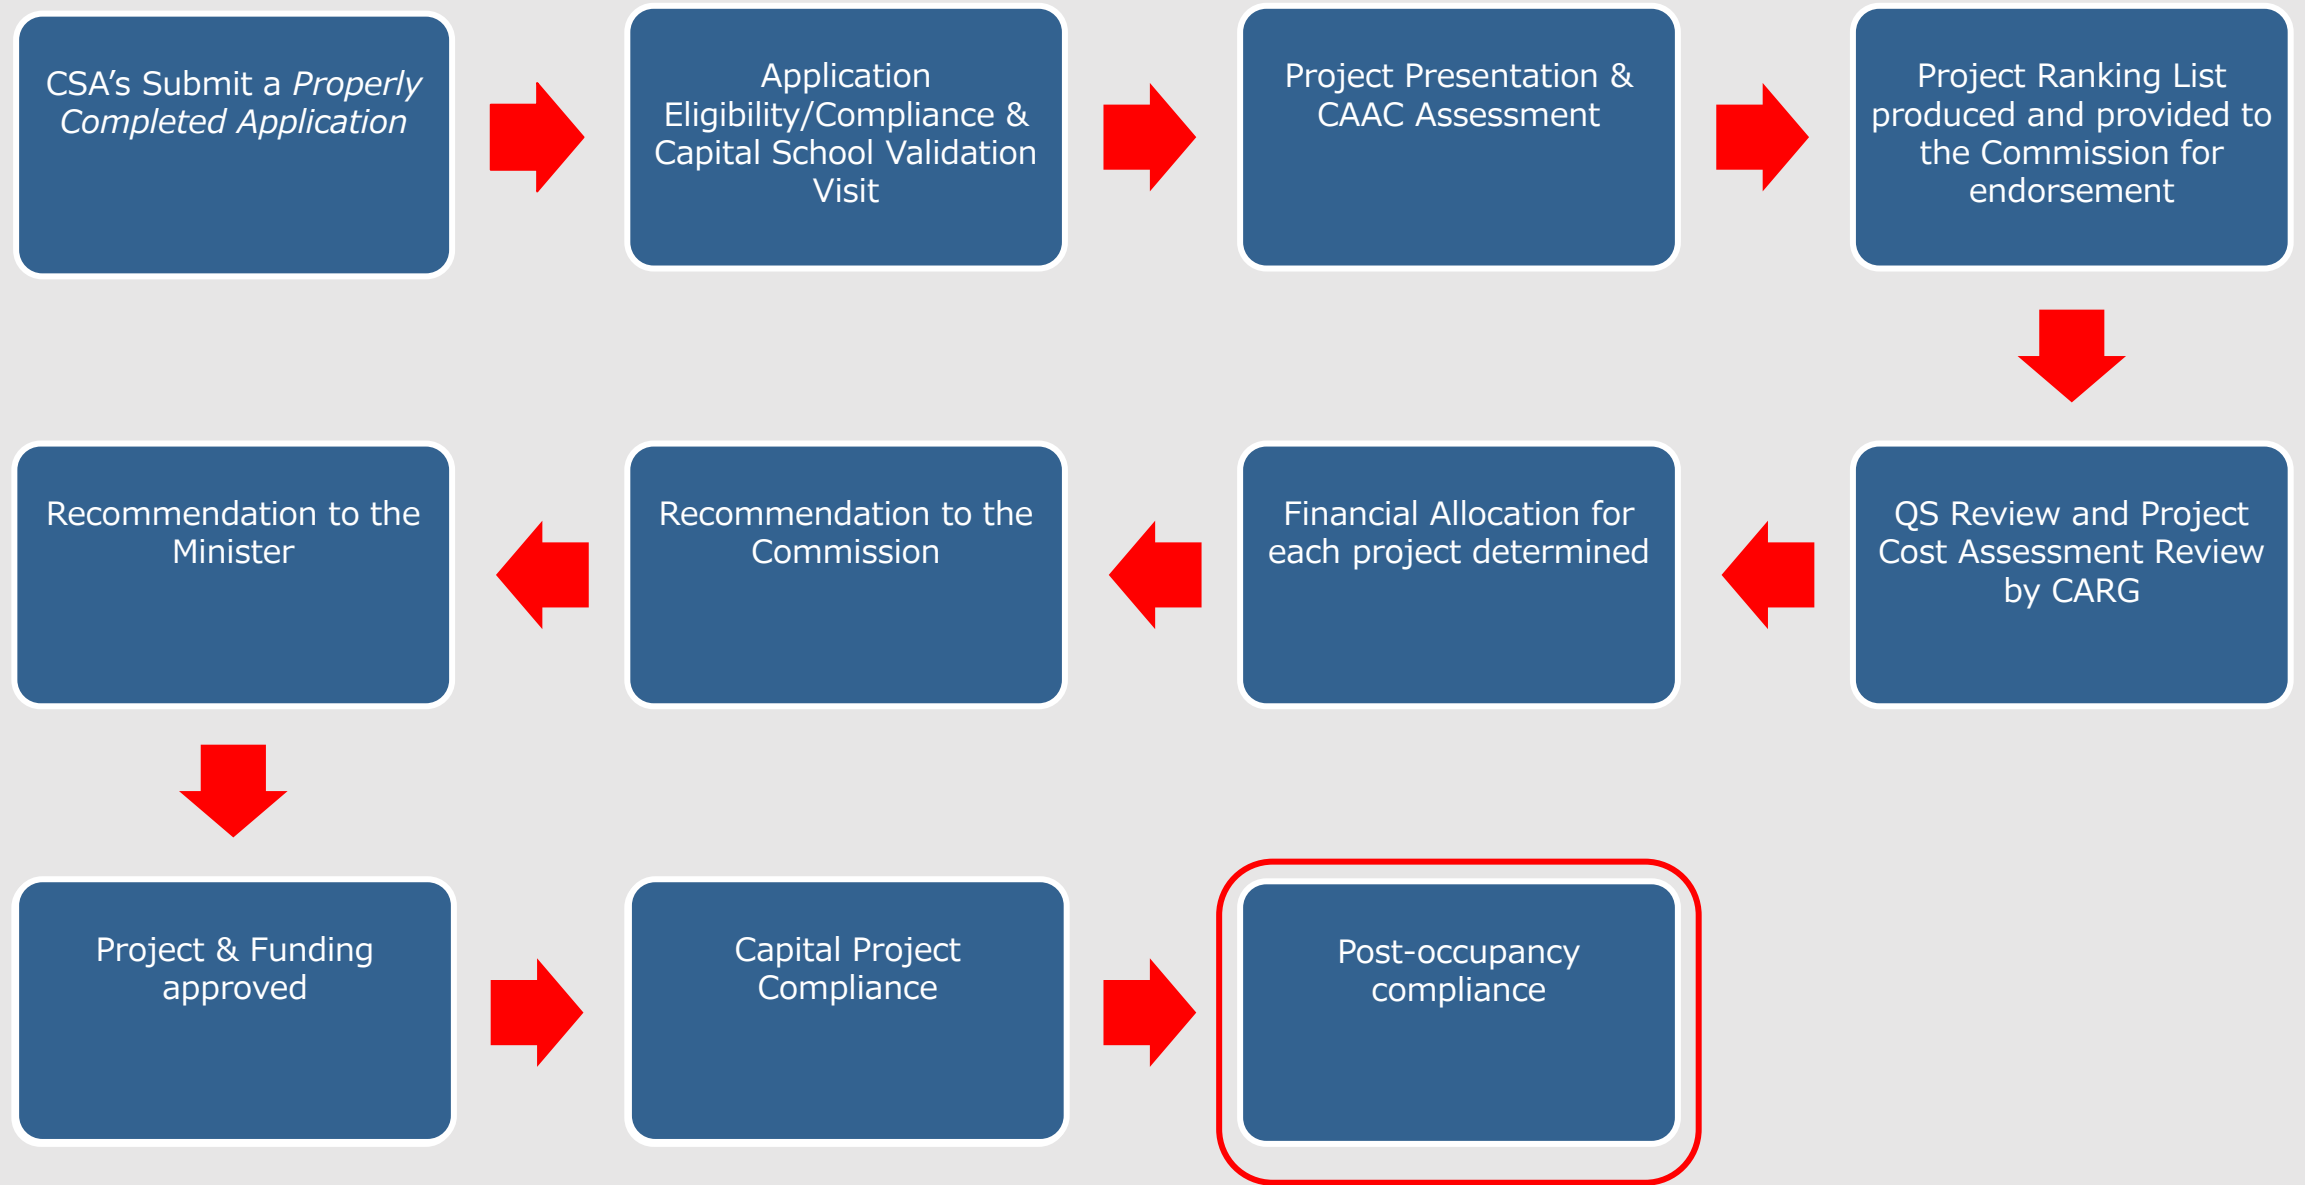 CSA’s Submit a Properly
Completed Application
Application
Eligibility/Compliance &
Capital School Validation
Visit
Project Presentation &
CAAC Assessment
Project Ranking List
produced and provided to
the Commission for
endorsement
QS Review and Project
Cost Assessment Review
by CARG
Financial Allocation for
each project determined
Recommendation to the
Commission
Recommendation to the
Minister
Project & Funding
approved
Capital Project
Compliance
Post-occupancy
compliance